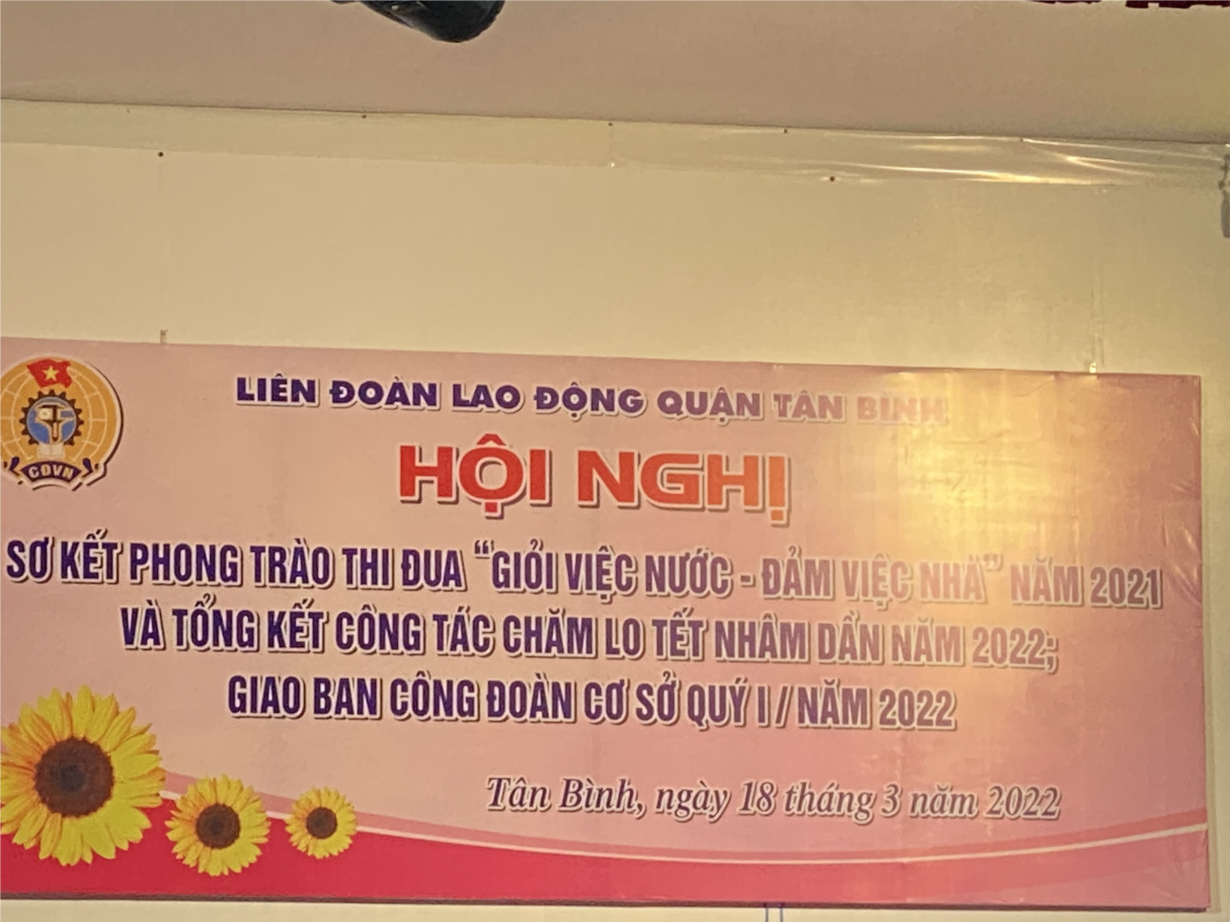 CĐVN
LIÊN ĐOÀN LAO ĐỘNG QUẬN TÂN BÌNH
HỘI NGHỊ
SƠ KẾT PHONG TRÀO THI ĐUA “GIỎI VIỆC NƯỚC - ĐẢM VIỆC NHÀ” NĂM 2021
VÀ TỔNG KẾT CÔNG TÁC CHĂM LO TẾT NHÂM DẦN NĂM 2022;
GIAO BAN CÔNG ĐOÀN CƠ SỞ QUÝ I / NĂM 2022
Tân Bình, ngày 18 tháng 3 năm 2022